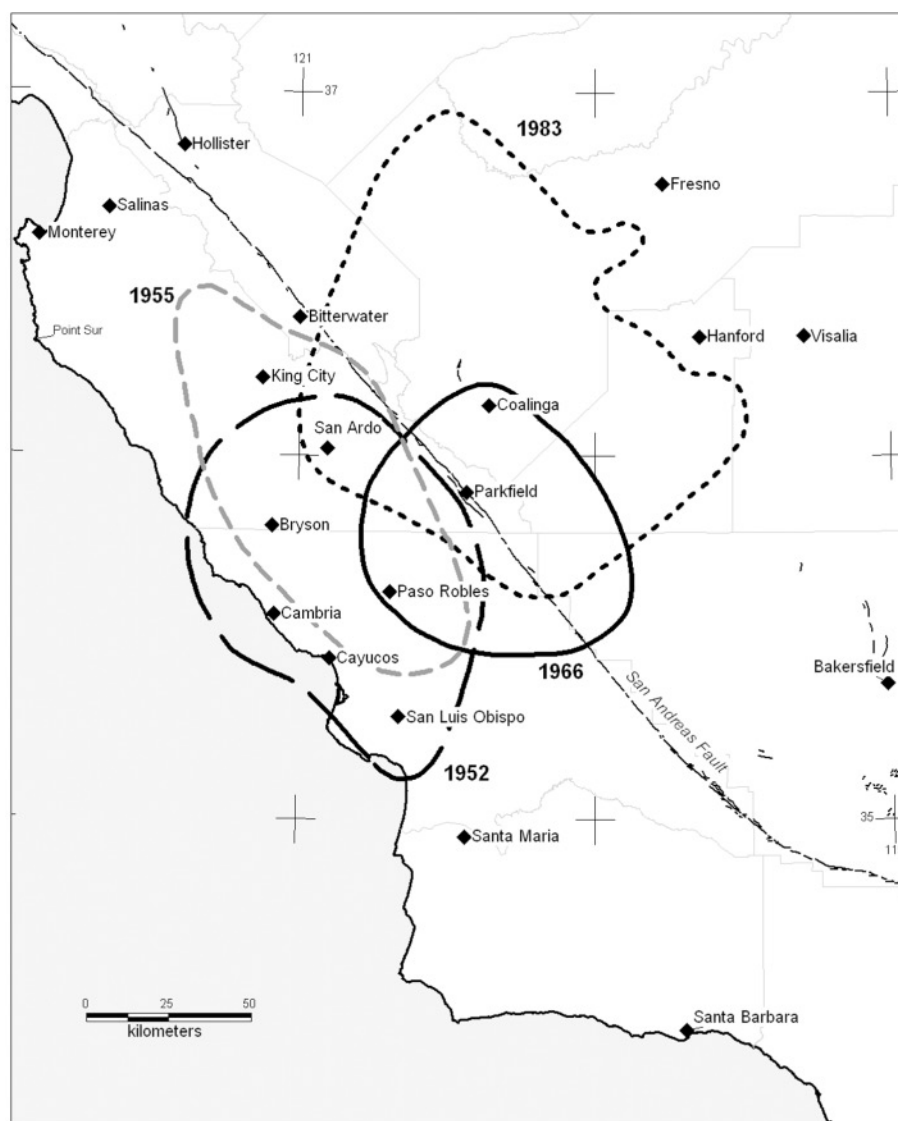 121
37
1983
Hollister
Fresno
Salinas
Monterey
1955
Bitterwater
Point Sur
Hanford
Visalia
King City
Coalinga
San Ardo
Parkfield
Bryson
Paso Robles
Cambria
Cayucos
1966
Bakersfield
San Andreas Fault
San Luis Obispo
1952
35
11
Santa Maria
0 25 50
kilometers
Santa Barbara